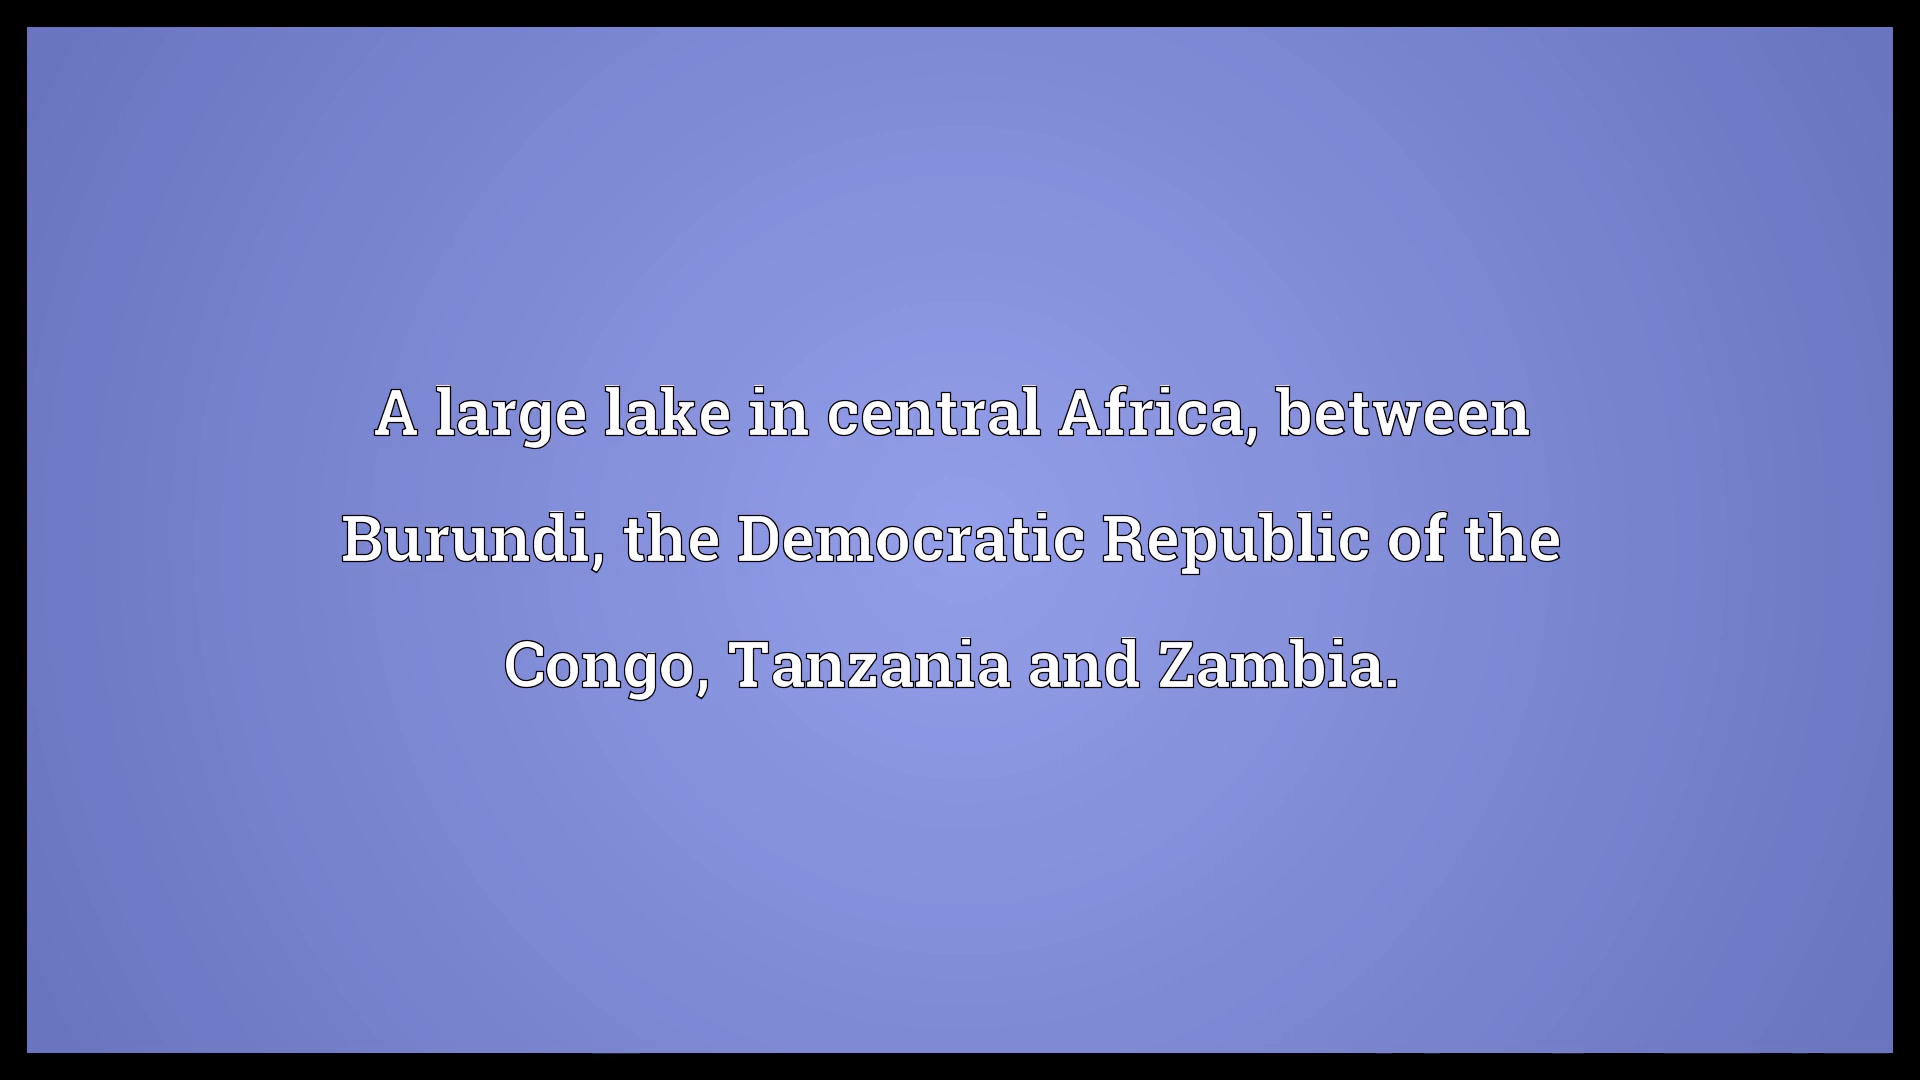 A large lake in central Africa, between
Burundi, the Democratic Republic of the
Congo, Tanzania and Zambia.